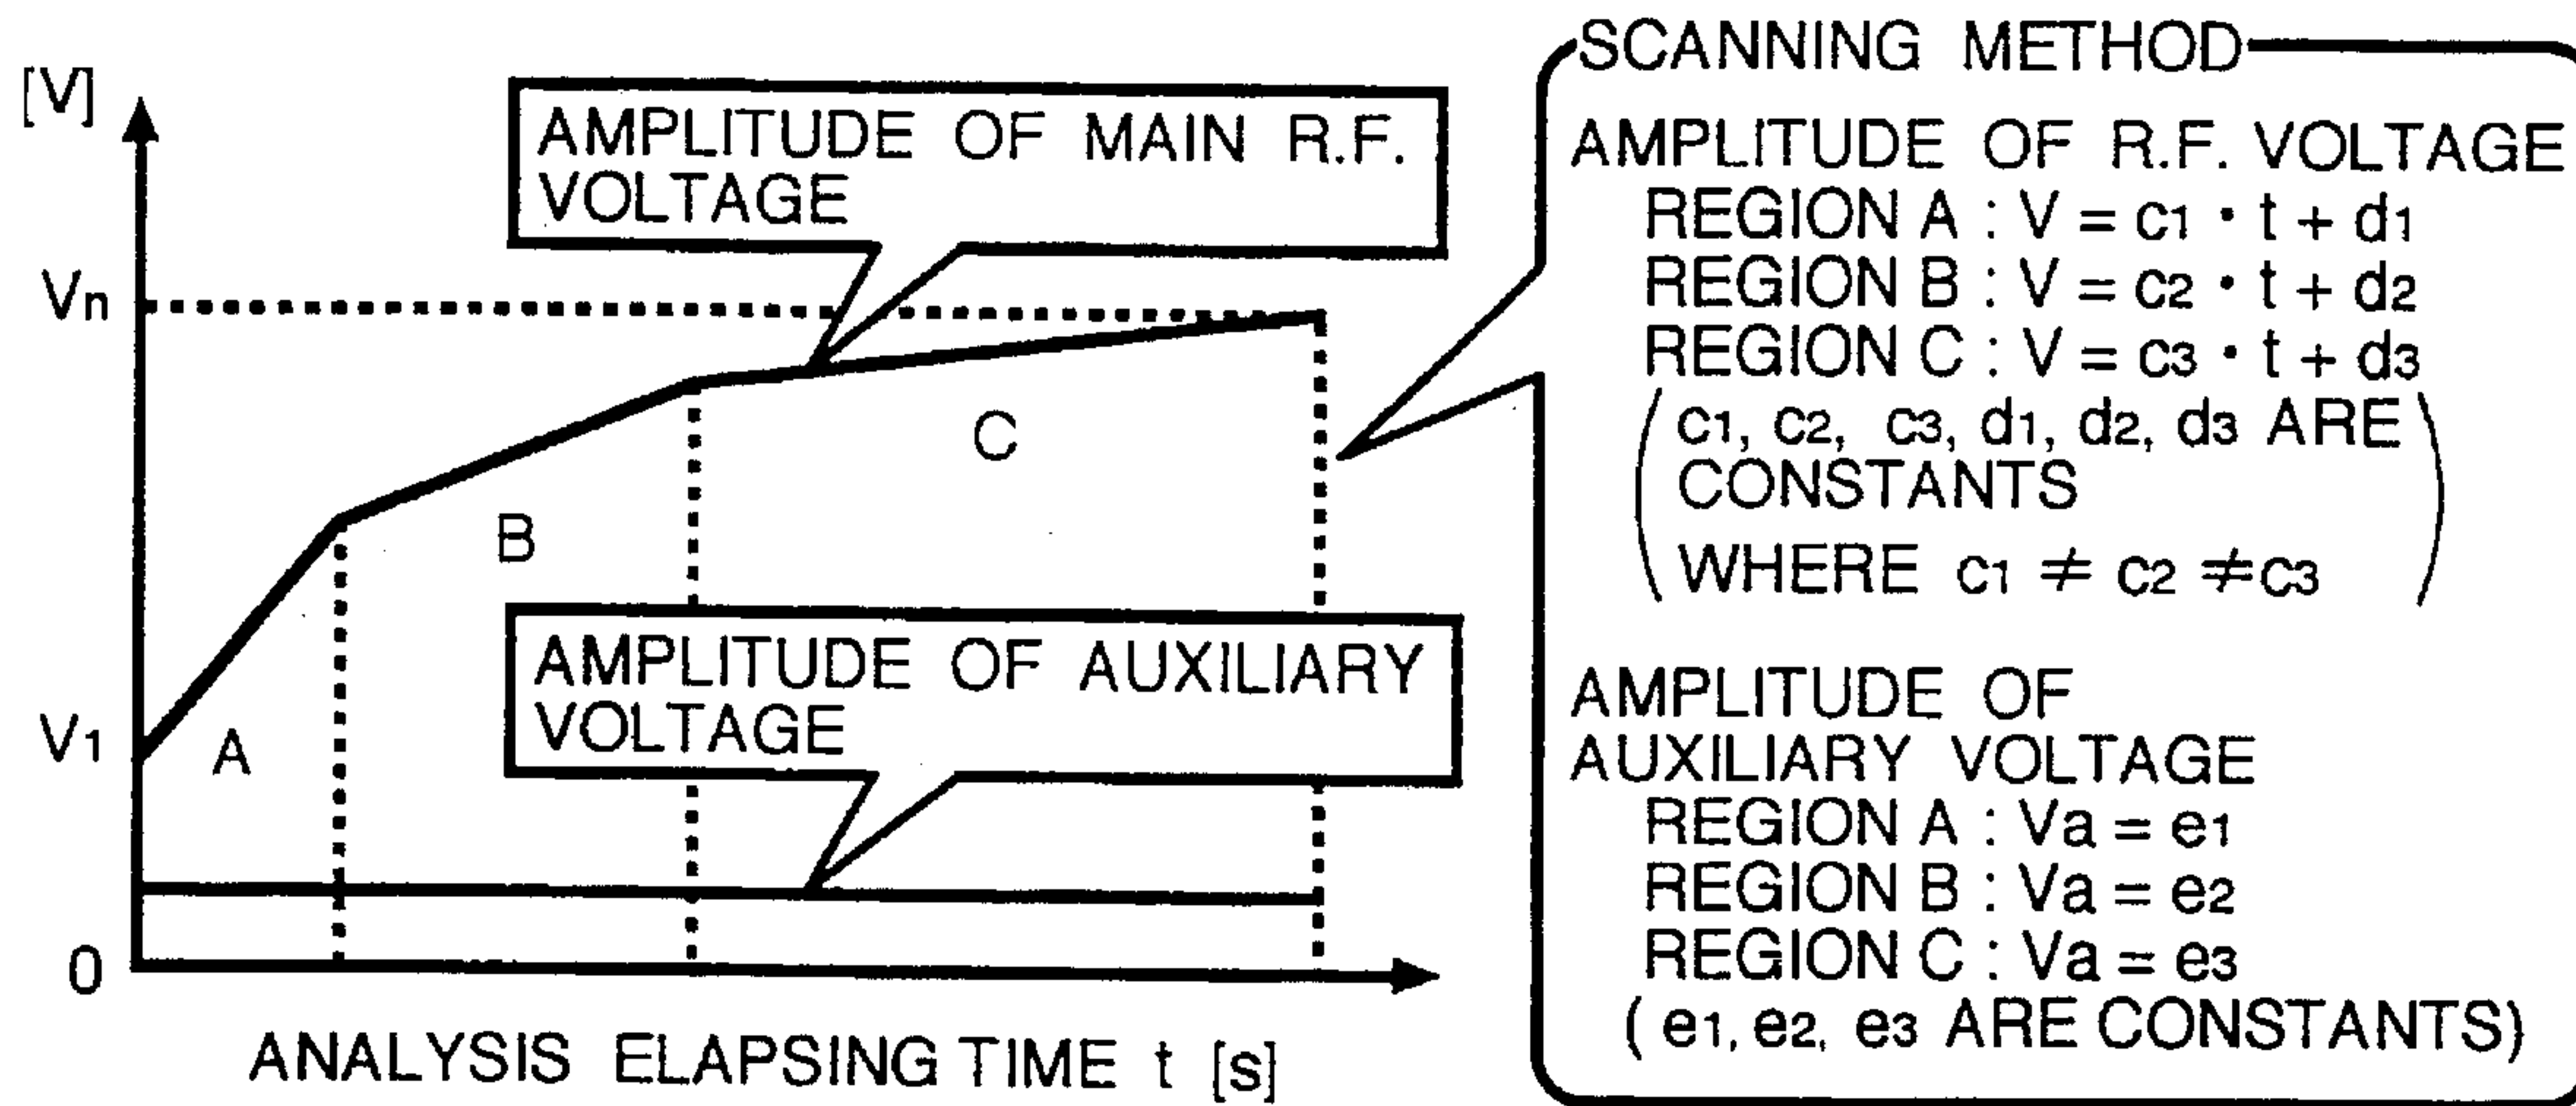 [V]
AMPLITUDE OF MAIN R.F.
VOLTAGE
Vn
C
B
AMPLITUDE OF AUXILIARY
VOLTAGE
V1
A
0
ANALYSIS ELAPSING TIME t [s]
SCANNING METHOD
AMPLITUDE OF R.F. VOLTAGE
REGION A : V = c1 · t + d1
REGION B : V = c2 · t + d2
REGION C : V = c3 · t + d3
( c1, c2, c3, d1, d2, d3 ARE
CONSTANTS
WHERE c1 ≠ c2 ≠c3 )
AMPLITUDE OF
AUXILIARY VOLTAGE
REGION A : Va = e1
REGION B : Va = e2
REGION C : Va = e3
( e1, e2, e3 ARE CONSTANTS)